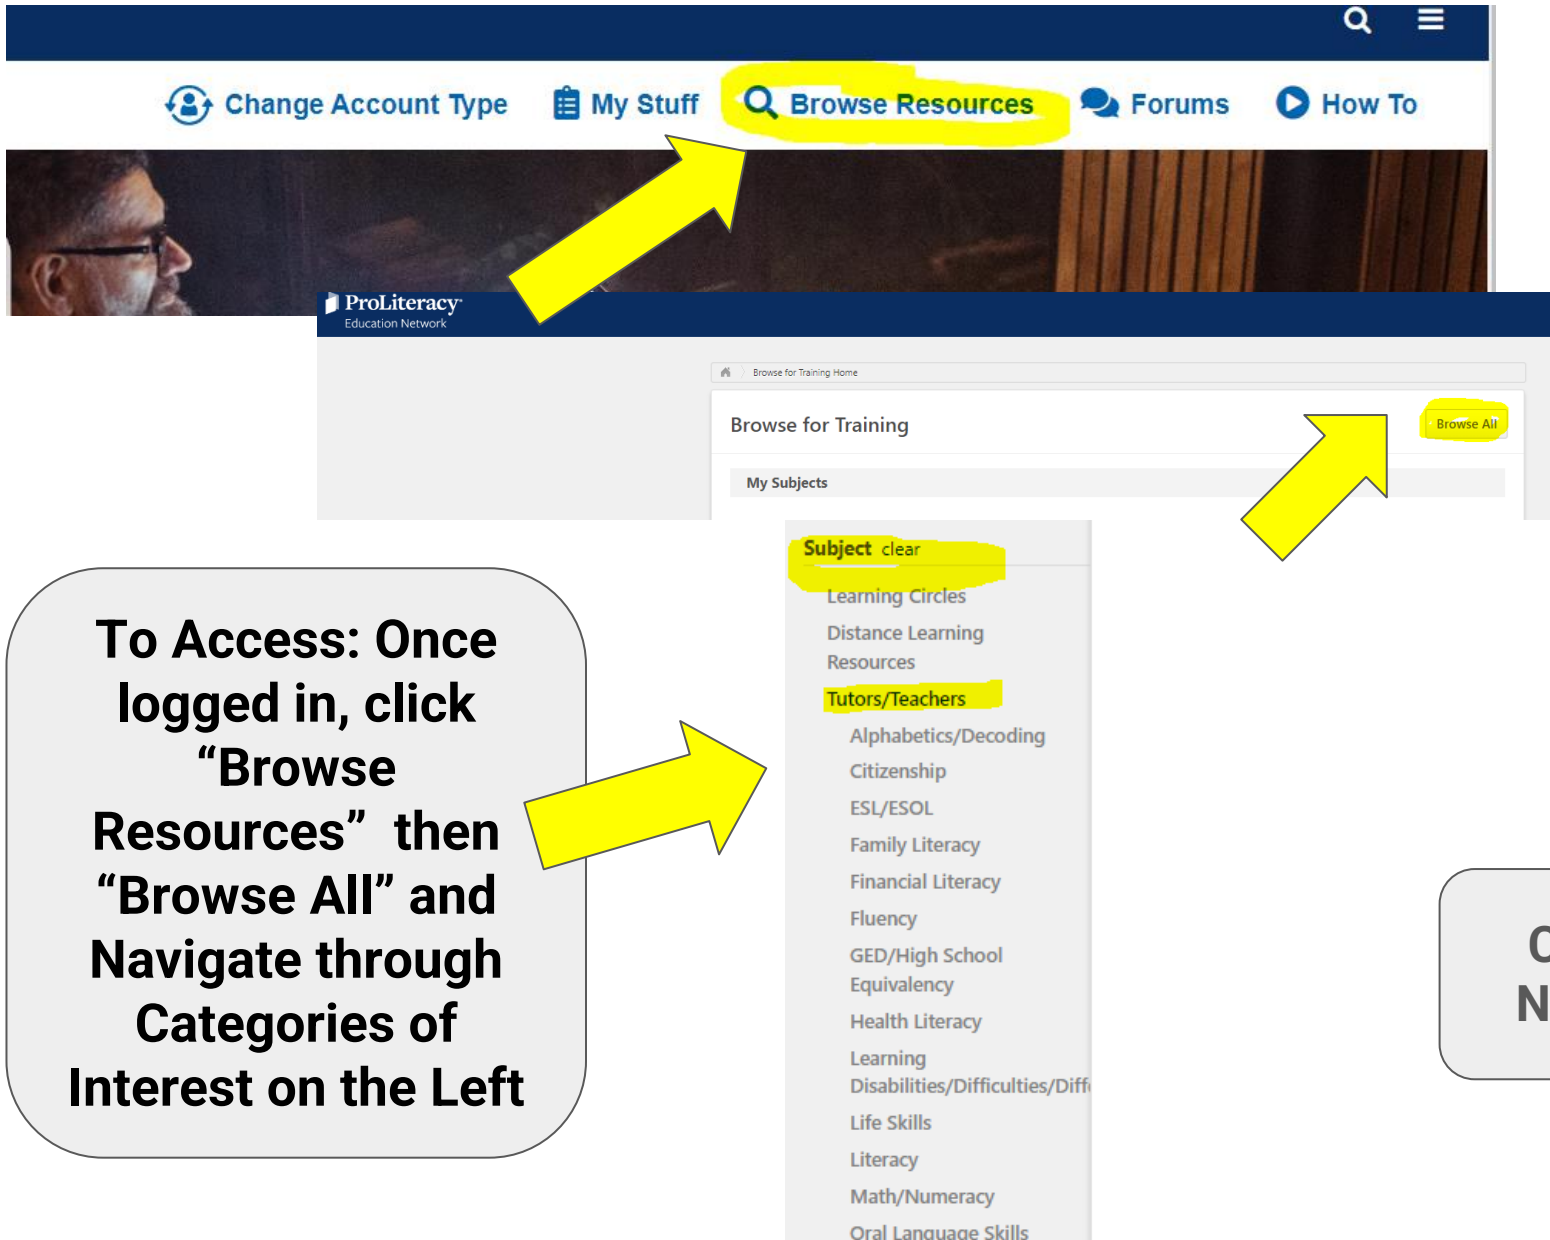 Change Account Type My Stuff Browse Resources Forums How To
ProLiteracy
Education Network
Browse for Training Home
Browse for Training
Browse All
My Subjects
Subject clear
Learning Circles
Distance Learning
Resources
Tutors/Teachers
Alphabetics/Decoding
Citizenship
ESL/ESOL
Family Literacy
Financial Literacy
Fluency
GED/High School
Equivalency
Health Literacy
Learning
Disabilities/Difficulties/Diff
Life Skills
Literacy
Math/Numeracy
Oral Language Skills
To Access: Once
logged in, click
“Browse
Resources”  then
“Browse All” and
Navigate through
Categories of
Interest on the Left